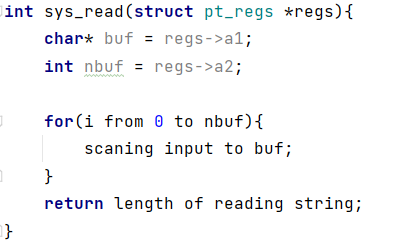 int sys_read(struct pt_regs *regs){
    char* buf = regs->a1;
    int nbuf = regs->a2;

    for(i from 0 to nbuf){
        scaning input to buf;
    }
    return length of reading string;
}